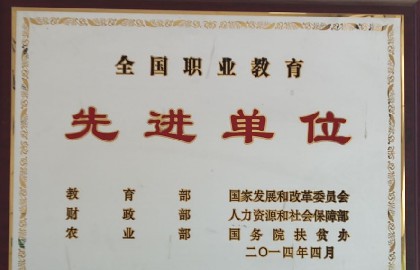 全国职业教育
先进单位
教育部 国家发展和改革委员会
财政部 人力资源和社会保障部
农业部 国务院扶贫办
二〇一四年四月